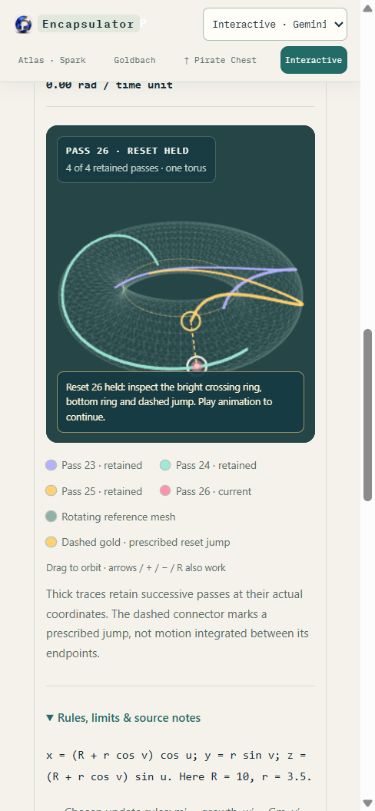 Encapsulator
Interactive · Gemini
Atlas · Spark
Goldbach
↑ Pirate Chest
Interactive
0.00 rad / time unit
PASS 26 · RESET HELD
4 of 4 retained passes · one torus
Reset 26 held: inspect the bright crossing ring,
bottom ring and dashed jump. Play animation to
continue.
Pass 23 · retained
Pass 24 · retained
Pass 25 · retained
Pass 26 · current
Rotating reference mesh
Dashed gold · prescribed reset jump
Drag to orbit · arrows / + / − / R also work
Thick traces retain successive passes at their actual
coordinates. The dashed connector marks a
prescribed jump, not motion integrated between its
endpoints.
▼ Rules, limits & source notes
x = (R + r cos v) cos u; y = r sin v; z =
(R + r cos v) sin u. Here R = 10, r = 3.5.